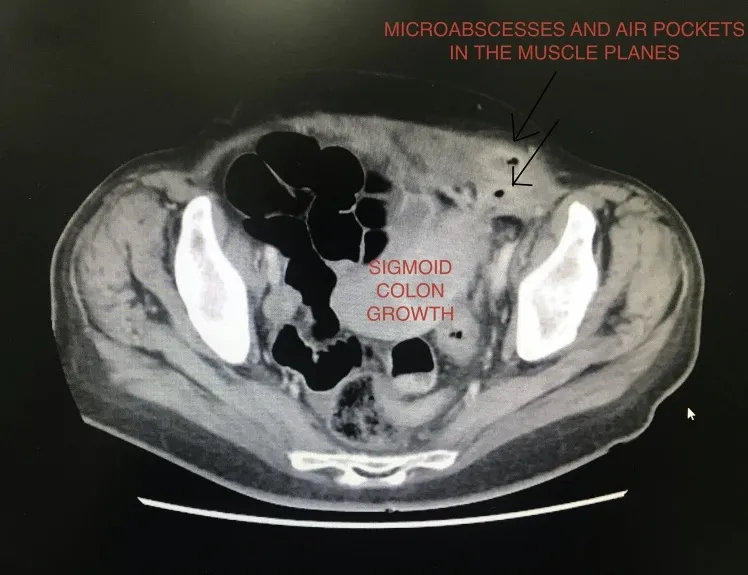 MICROABSCESSES AND AIR POCKETS
IN THE MUSCLE PLANES
SIGMOID
COLON
GROWTH